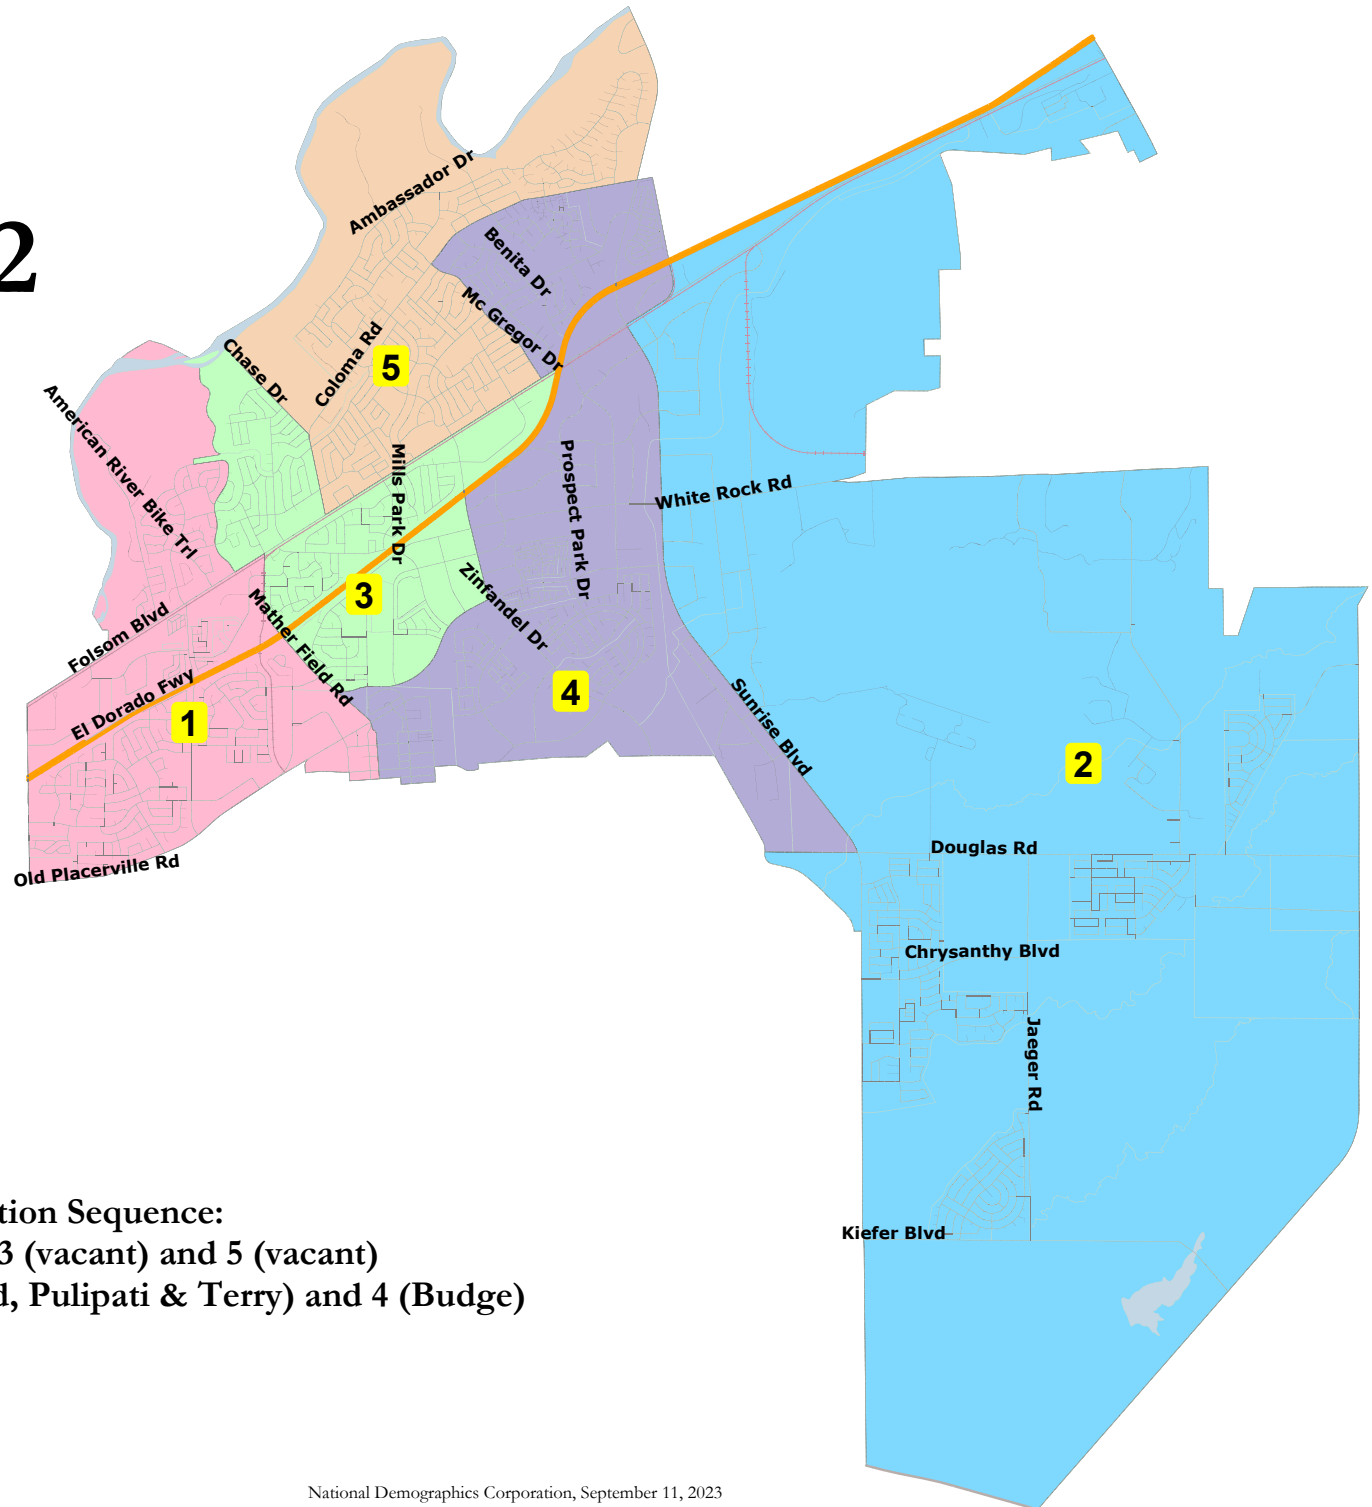 2
Ambassador Dr
Benita Dr
Mc Gregor Dr
Chase Dr
Coloma Rd
5
American River Bike Trl
Mills Park Dr
Prospect Park Dr
White Rock Rd
Zinfandel Dr
3
Mather Field Rd
Folsom Blvd
El Dorado Fwy
1
4
Sunrise Blvd
2
Old Placerville Rd
Douglas Rd
Chrysanthy Blvd
Jaeger Rd
Kiefer Blvd
tion Sequence:
3 (vacant) and 5 (vacant)
d, Pulipati & Terry) and 4 (Budge)
National Demographics Corporation, September 11, 2023